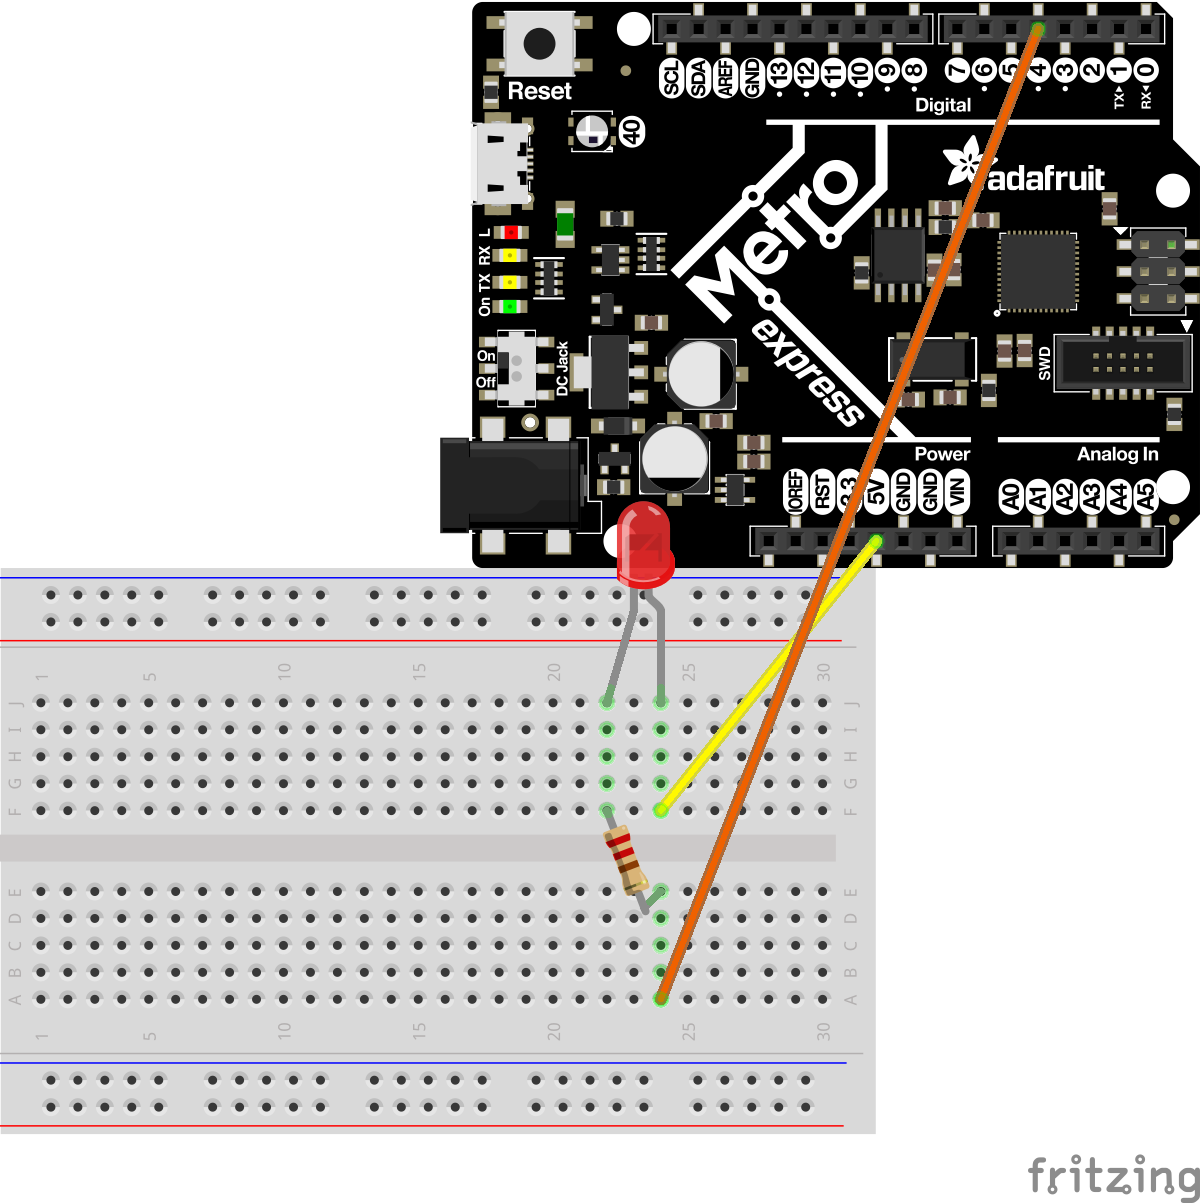 Reset
SCL SDA AREF GND 13 12 11 10 9 8 7 6 5 4 3 2 1 0
TX RX
Digital
40
adafruit
Metro
express
L
RX
TX
On
On
Off
DC Jack
SWD
Power
Analog In
IOREF RST 3.3 5V GND GND VIN A0 A1 A2 A3 A4 A5
1 5 10 15 20 25 30
J J
I I
H H
G G
F F
E E
D D
C C
B B
A A
1 5 10 15 20 25 30
fritzing